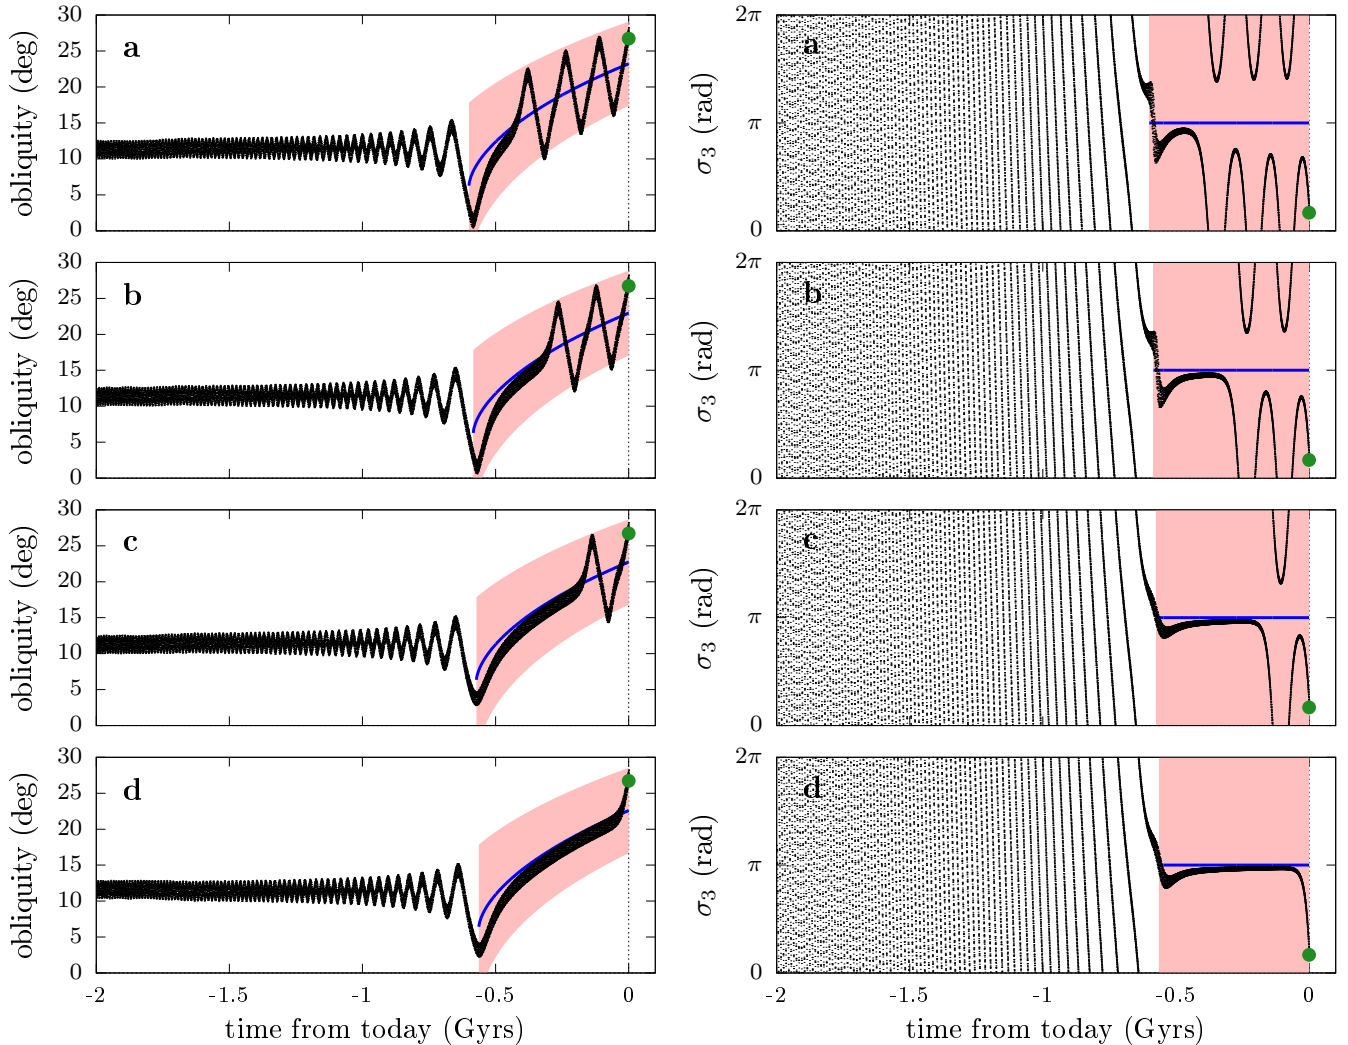 30
25
20
15
10
5
0
obliquity (deg)
a
2π
π
0
σ3 (rad)
a
30
25
20
15
10
5
0
obliquity (deg)
b
2π
π
0
σ3 (rad)
b
30
25
20
15
10
5
0
obliquity (deg)
c
2π
π
0
σ3 (rad)
c
30
25
20
15
10
5
0
obliquity (deg)
d
2π
π
0
σ3 (rad)
d
-2 -1.5 -1 -0.5 0
time from today (Gyrs)
-2 -1.5 -1 -0.5 0
time from today (Gyrs)